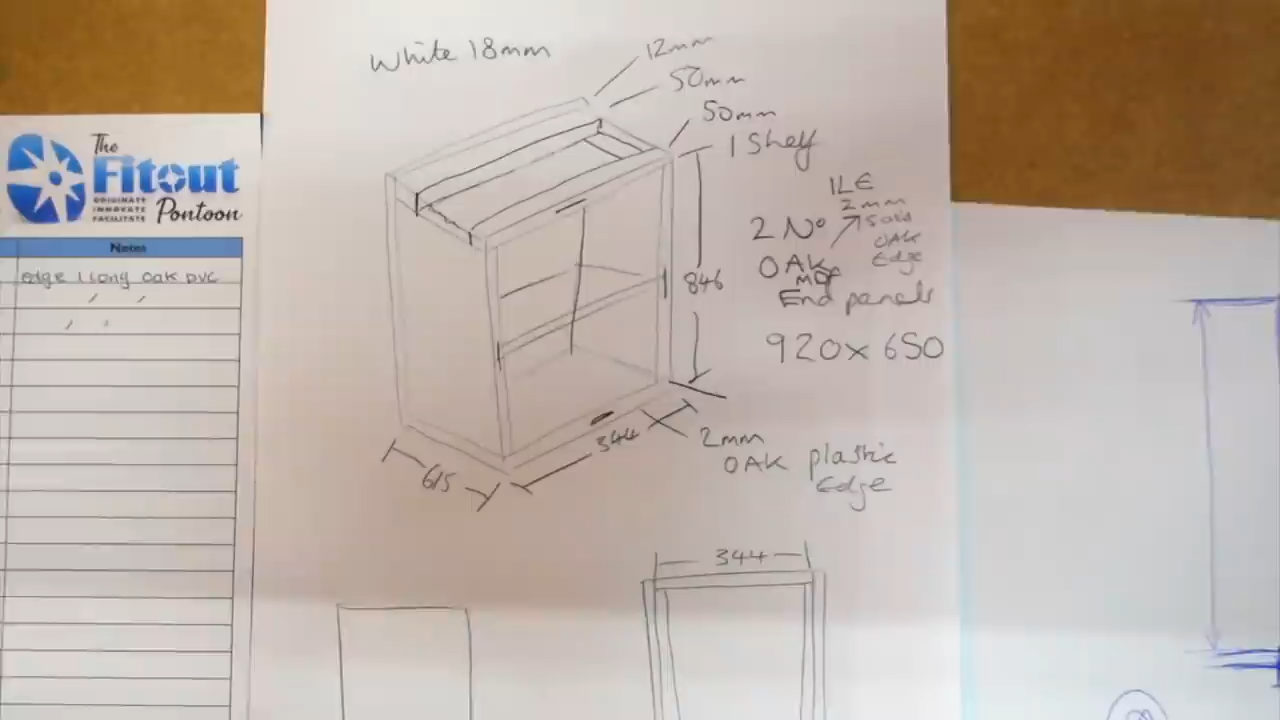 The
Fitout
ORIGINATE
INNOVATE
FACILITATE
Pontoon
Notes
edge 1 long oak pvc
White 18mm
12mm
50mm
50mm
1 Shelf
1LE
2mm
Solid
OAK
Edge
2 No
OAK
MDF
End panels
920 x 650
846
344
615
2mm
OAK plastic
Edge
344